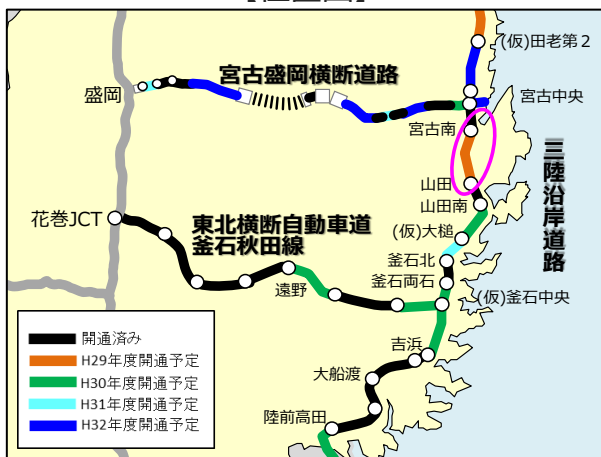 (仮)田老第2
宮古盛岡横断道路
盛岡
宮古中央
宮古南
三陸沿岸道路
山田
山田南
花巻JCT
東北横断自動車道
釜石秋田線
(仮)大槌
釜石北
釜石両石
遠野
(仮)釜石中央
吉浜
大船渡
陸前高田
開通済み
H29年度開通予定
H30年度開通予定
H31年度開通予定
H32年度開通予定